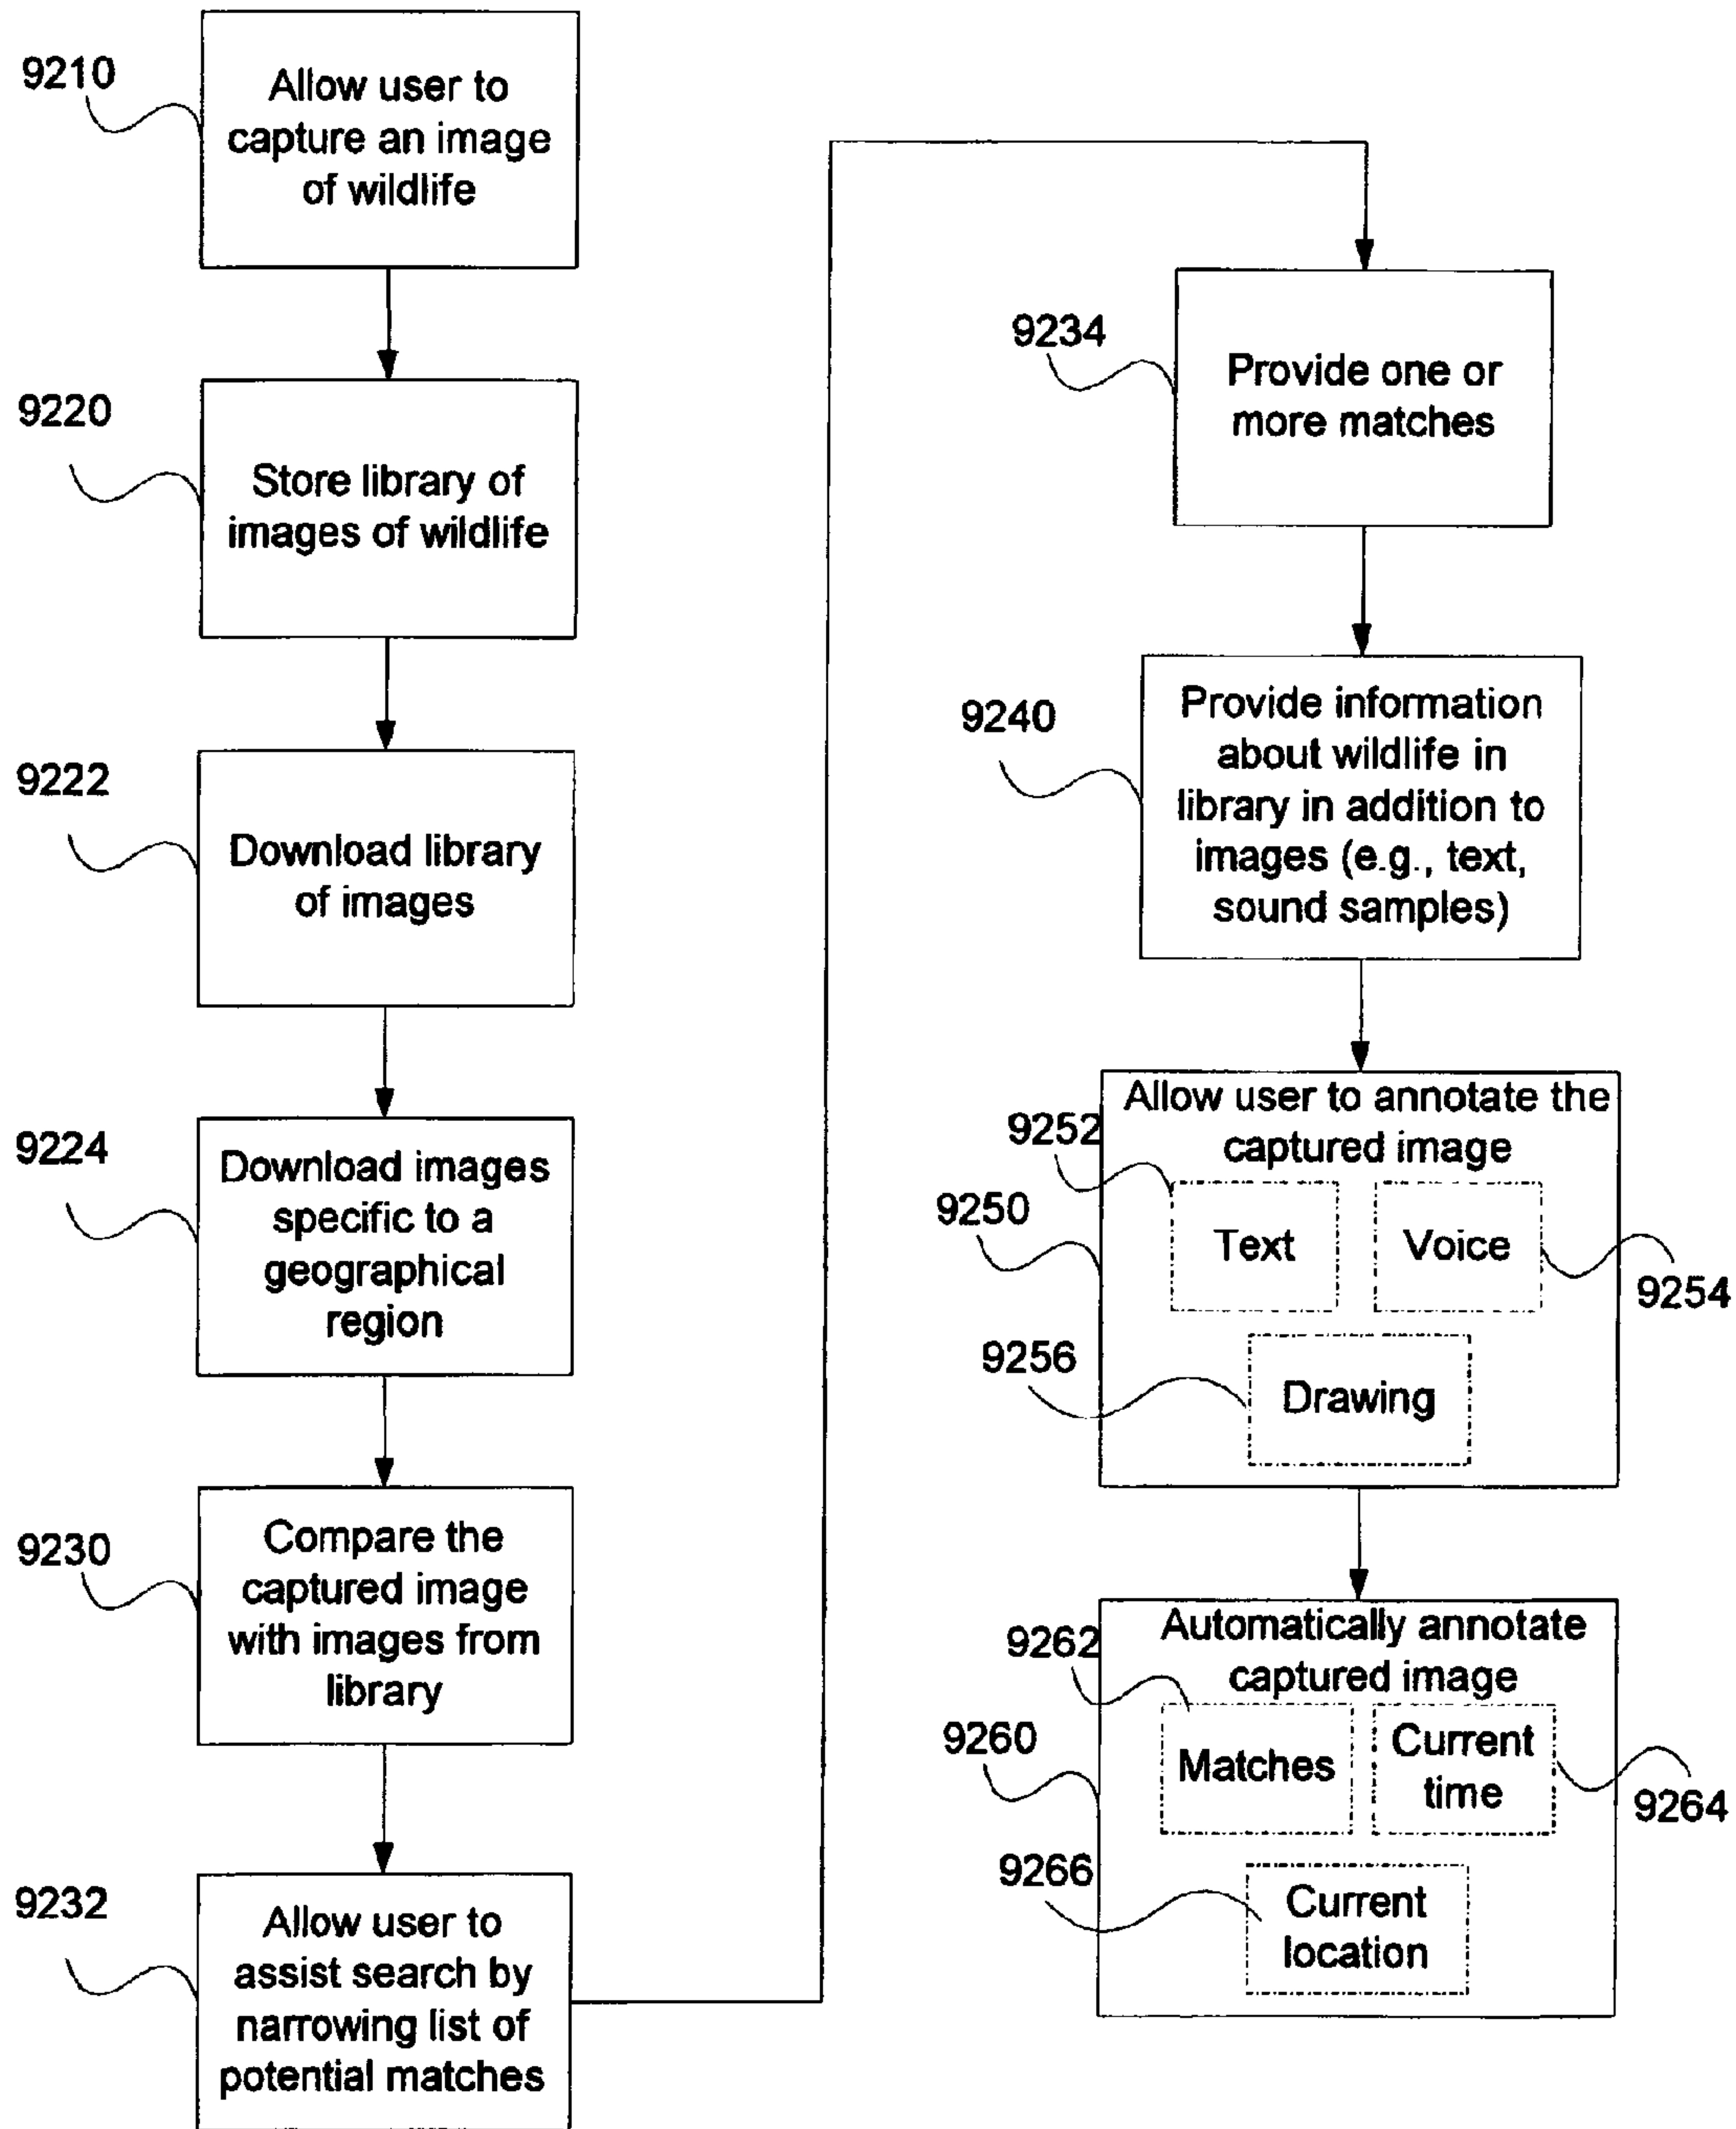 9210
Allow user to
capture an image
of wildlife
9220
Store library of
images of wildlife
9222
Download library
of images
9224
Download images
specific to a
geographical
region
9230
Compare the
captured image
with images from
library
9232
Allow user to
assist search by
narrowing list of
potential matches
9234
Provide one or
more matches
9240
Provide information
about wildlife in
library in addition to
images (e.g., text,
sound samples)
9250
Allow user to annotate the
captured image
9252
Text
Voice
9254
9256
Drawing
9260
Automatically annotate
captured image
9262
Matches
Current
time
9264
9266
Current
location